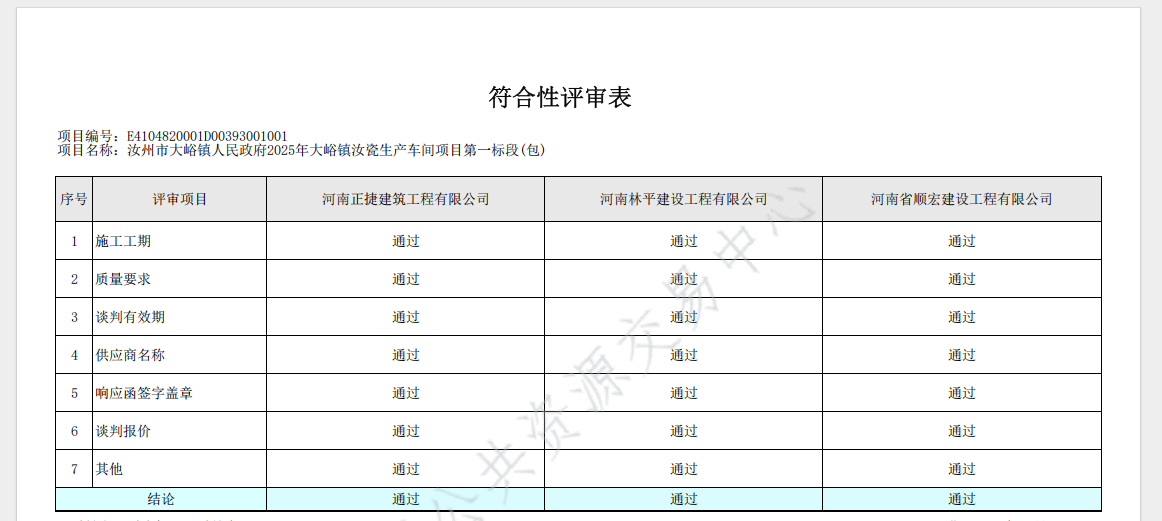 符合性评审表
项目编号：E4104820001D00393001001
项目名称：汝州市大峪镇人民政府2025年大峪镇汝瓷生产车间项目第一标段(包)
序号 评审项目 河南正捷建筑工程有限公司 河南林平建设工程有限公司 河南省顺宏建设工程有限公司
1 施工工期 通过 通过 通过
2 质量要求 通过 通过 通过
3 谈判有效期 通过 通过 通过
4 供应商名称 通过 通过 通过
5 响应函签字盖章 通过 通过 通过
6 谈判报价 通过 通过 通过
7 其他 通过 通过 通过
结论 通过 通过 通过
公共资源交易中心